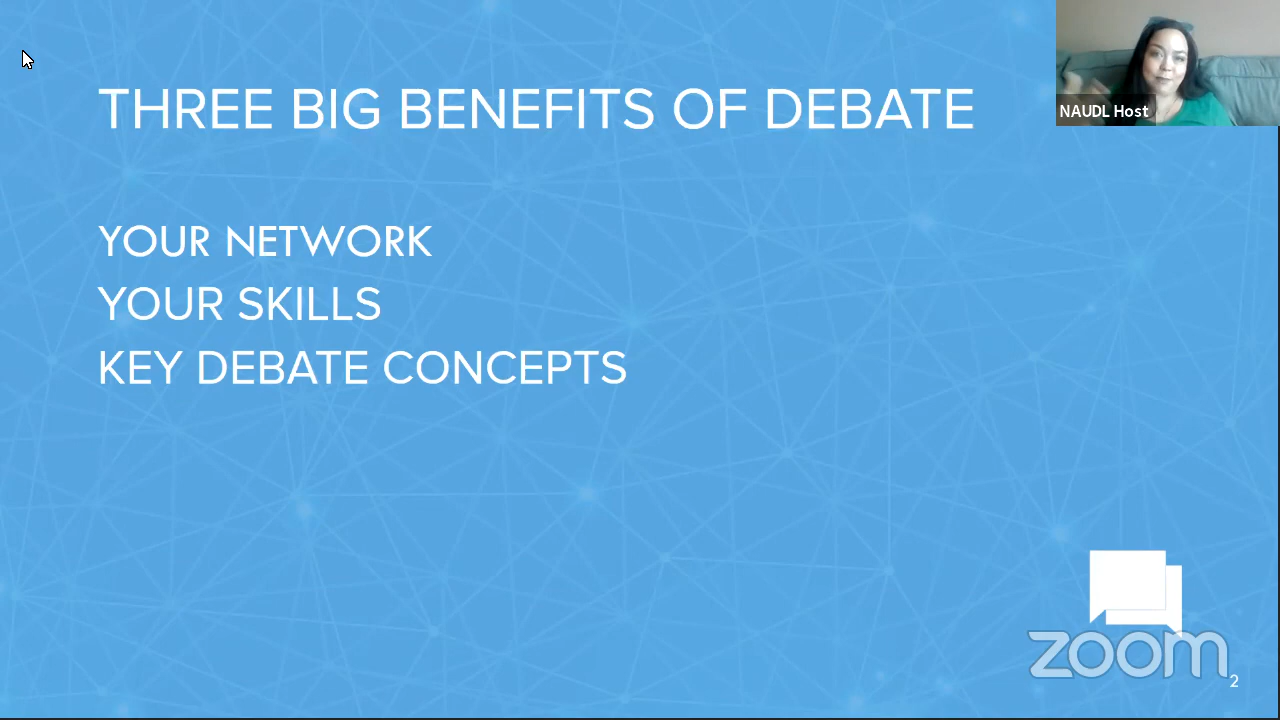 THREE BIG BENEFITS OF DEBATE
NAUDL Host
YOUR NETWORK
YOUR SKILLS
KEY DEBATE CONCEPTS
zoom
2